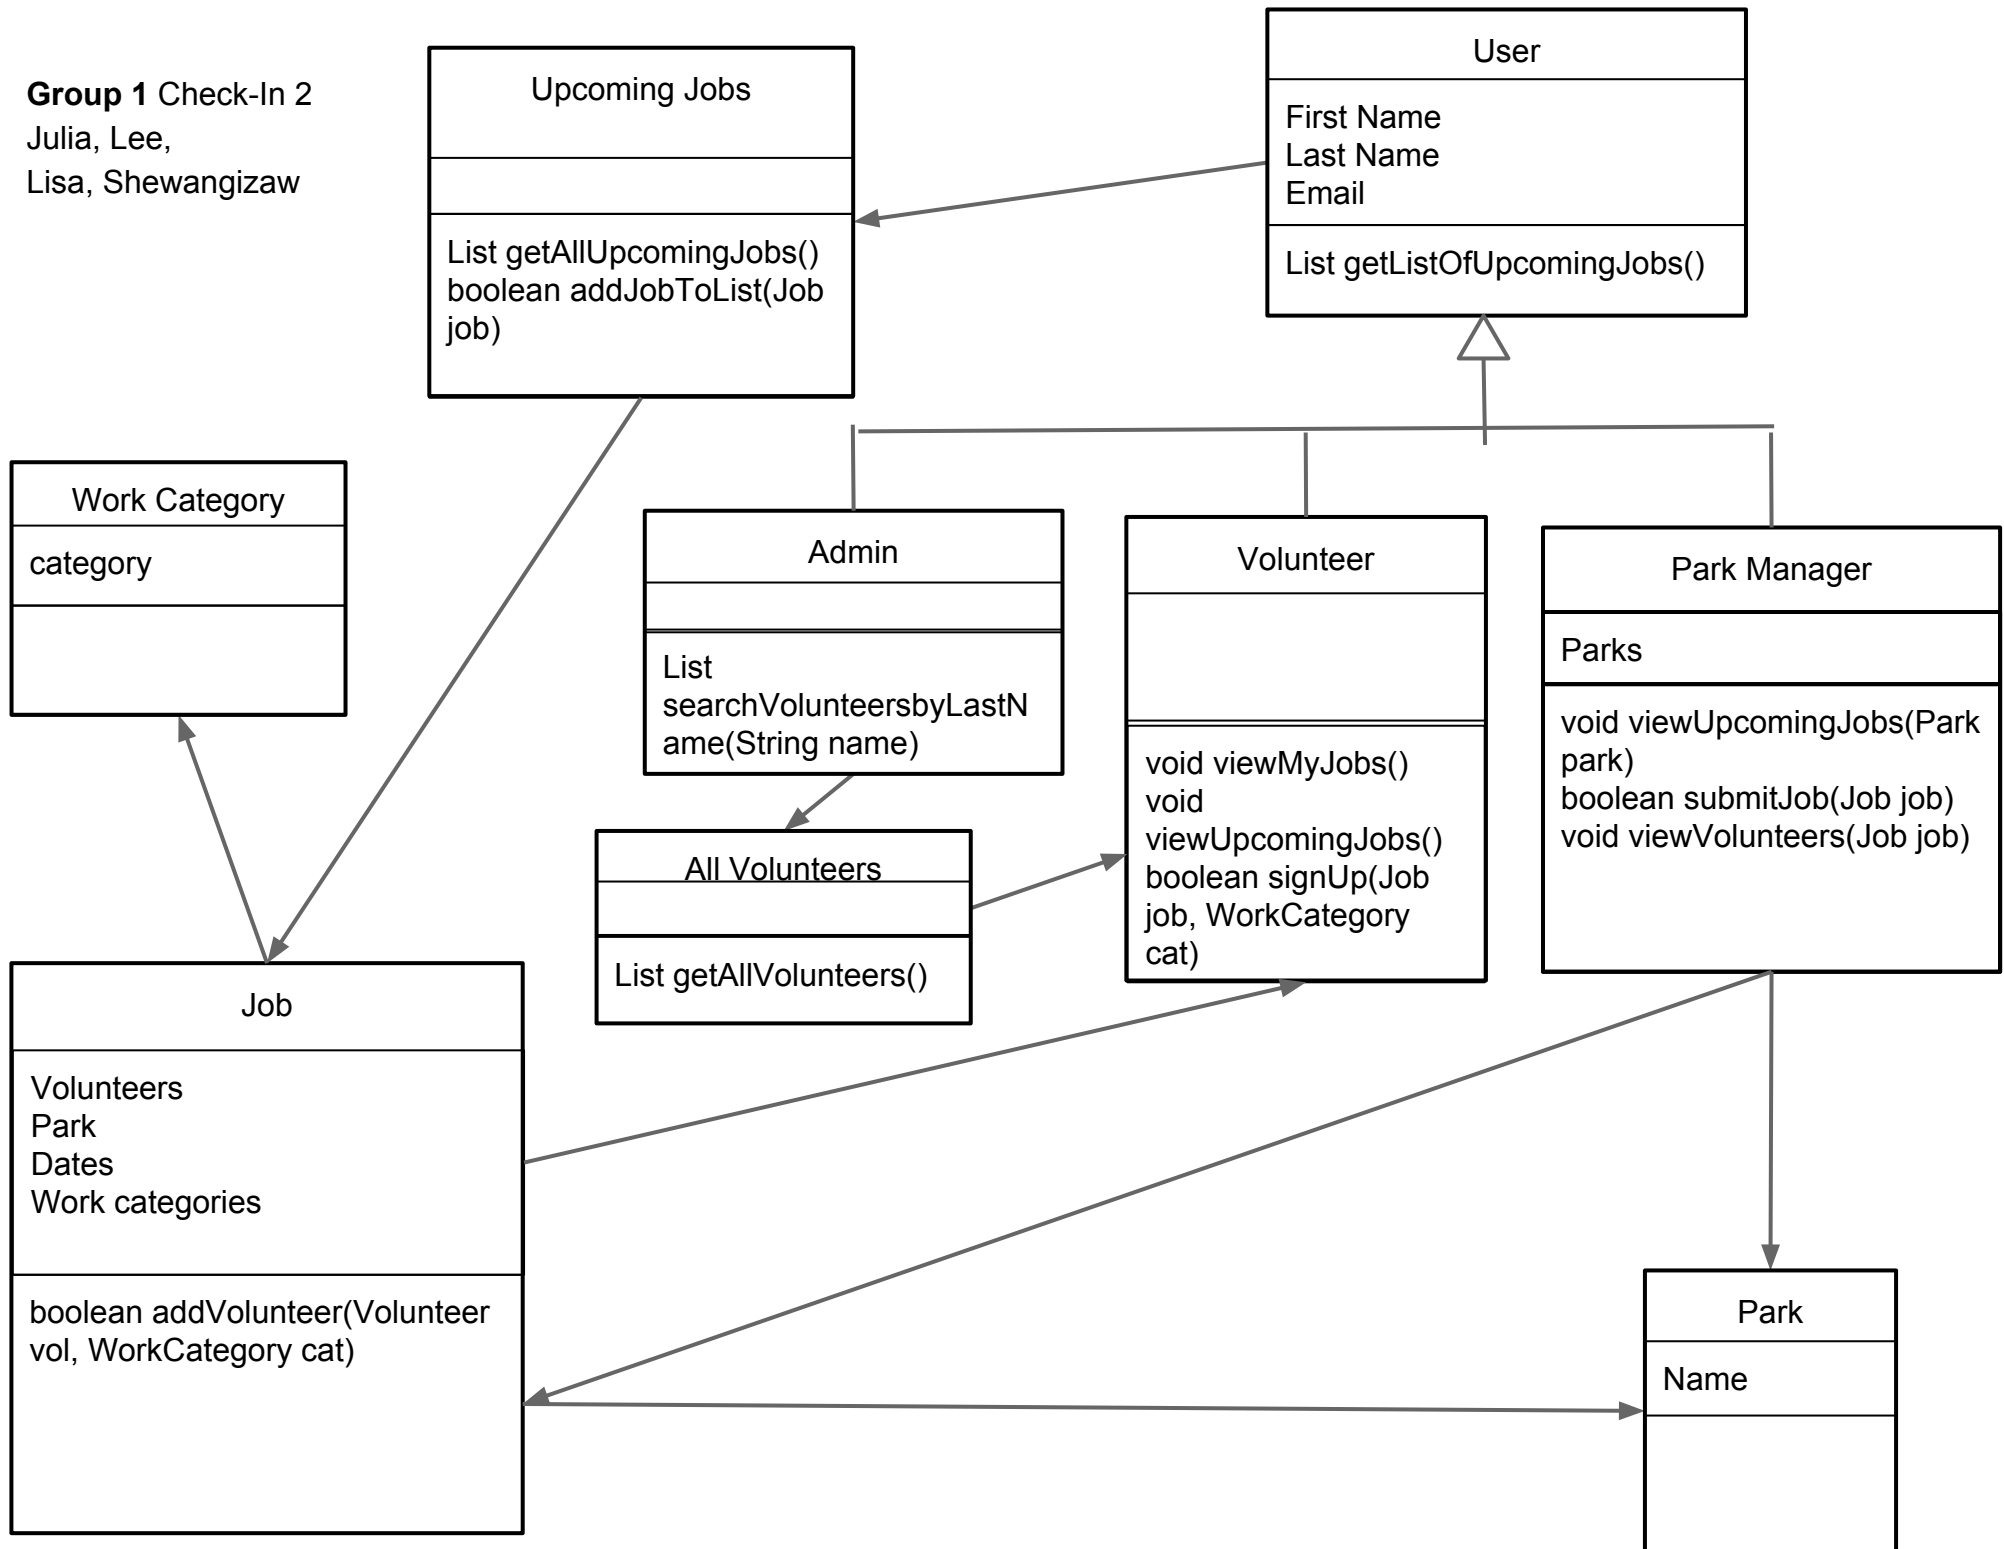 Group 1 Check-In 2
Julia, Lee,
Lisa, Shewangizaw
Upcoming Jobs
List getAllUpcomingJobs()
boolean addJobToList(Job
job)
User
First Name
Last Name
Email
List getListOfUpcomingJobs()
Work Category
category
Admin
List
searchVolunteersbyLastN
ame(String name)
Volunteer
void viewMyJobs()
void
viewUpcomingJobs()
boolean signUp(Job
job, WorkCategory
cat)
Park Manager
Parks
void viewUpcomingJobs(Park
park)
boolean submitJob(Job job)
void viewVolunteers(Job job)
All Volunteers
List getAllVolunteers()
Job
Volunteers
Park
Dates
Work categories
boolean addVolunteer(Volunteer
vol, WorkCategory cat)
Park
Name